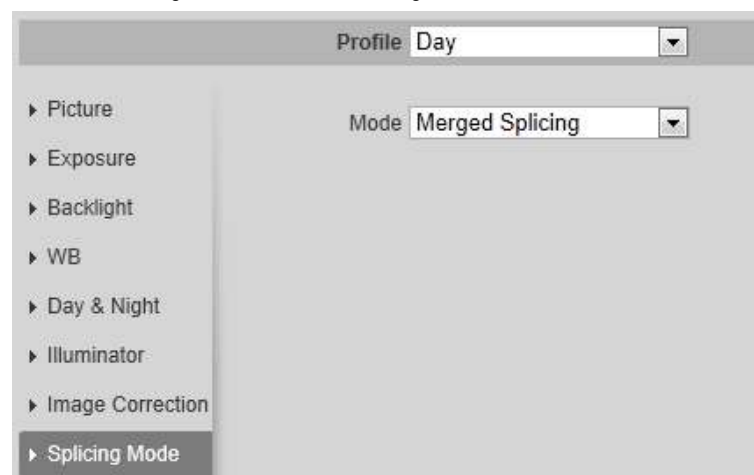 Profile Day
Picture
Mode Merged Splicing
Exposure
Backlight
WB
Day & Night
Illuminator
Image Correction
Splicing Mode